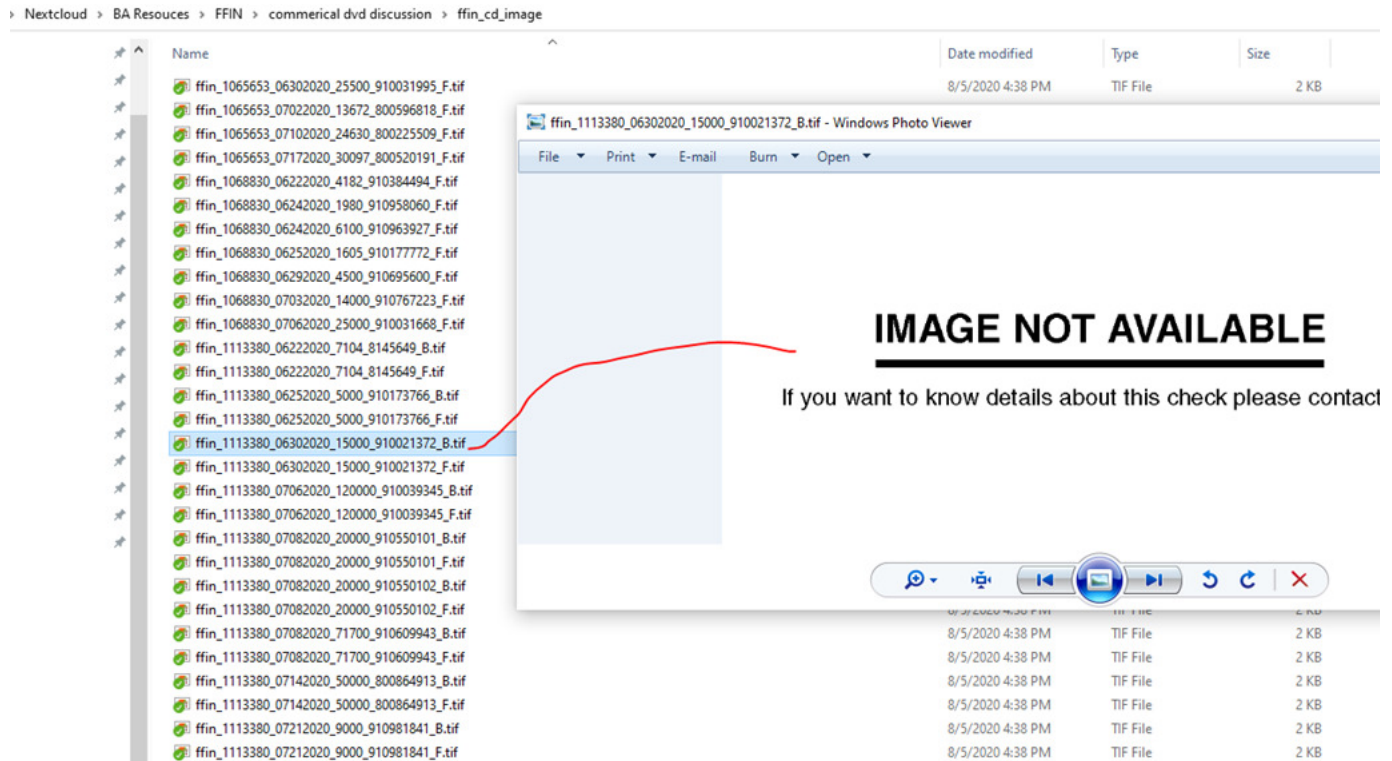 Nextcloud > BA Resouces > FFIN > commerical dvd discussion > ffin_cd_image
Name Date modified Type Size
ffin_1065653_06302020_25500_910031995_F.tif 8/5/2020 4:38 PM TIF File 2 KB
ffin_1065653_07022020_13672_800596818_F.tif
ffin_1113380_06302020_15000_910021372_B.tif - Windows Photo Viewer
ffin_1065653_07102020_24630_800225509_F.tif
ffin_1065653_07172020_30097_800520191_F.tif
File Print E-mail Burn Open
ffin_1068830_06222020_4182_910384494_F.tif
ffin_1068830_06242020_1980_910958060_F.tif
ffin_1068830_06242020_6100_910963927_F.tif
ffin_1068830_06252020_1605_910177772_F.tif
ffin_1068830_06292020_4500_910695600_F.tif
ffin_1068830_07032020_14000_910767223_F.tif
ffin_1068830_07062020_25000_910031668_F.tif
IMAGE NOT AVAILABLE
ffin_1113380_06222020_7104_8145649_B.tif
ffin_1113380_06222020_7104_8145649_F.tif
ffin_1113380_06252020_5000_910173766_B.tif
If you want to know details about this check please contact
ffin_1113380_06252020_5000_910173766_F.tif
ffin_1113380_06302020_15000_910021372_B.tif
ffin_1113380_06302020_15000_910021372_F.tif
ffin_1113380_07062020_120000_910039345_B.tif
ffin_1113380_07062020_120000_910039345_F.tif
ffin_1113380_07082020_20000_910550101_B.tif
ffin_1113380_07082020_20000_910550101_F.tif
ffin_1113380_07082020_20000_910550102_B.tif
ffin_1113380_07082020_20000_910550102_F.tif
ffin_1113380_07082020_71700_910609943_B.tif 8/5/2020 4:38 PM TIF File 2 KB
ffin_1113380_07082020_71700_910609943_F.tif 8/5/2020 4:38 PM TIF File 2 KB
ffin_1113380_07142020_50000_800864913_B.tif 8/5/2020 4:38 PM TIF File 2 KB
ffin_1113380_07142020_50000_800864913_F.tif 8/5/2020 4:38 PM TIF File 2 KB
ffin_1113380_07212020_9000_910981841_B.tif 8/5/2020 4:38 PM TIF File 2 KB
ffin_1113380_07212020_9000_910981841_F.tif 8/5/2020 4:38 PM TIF File 2 KB